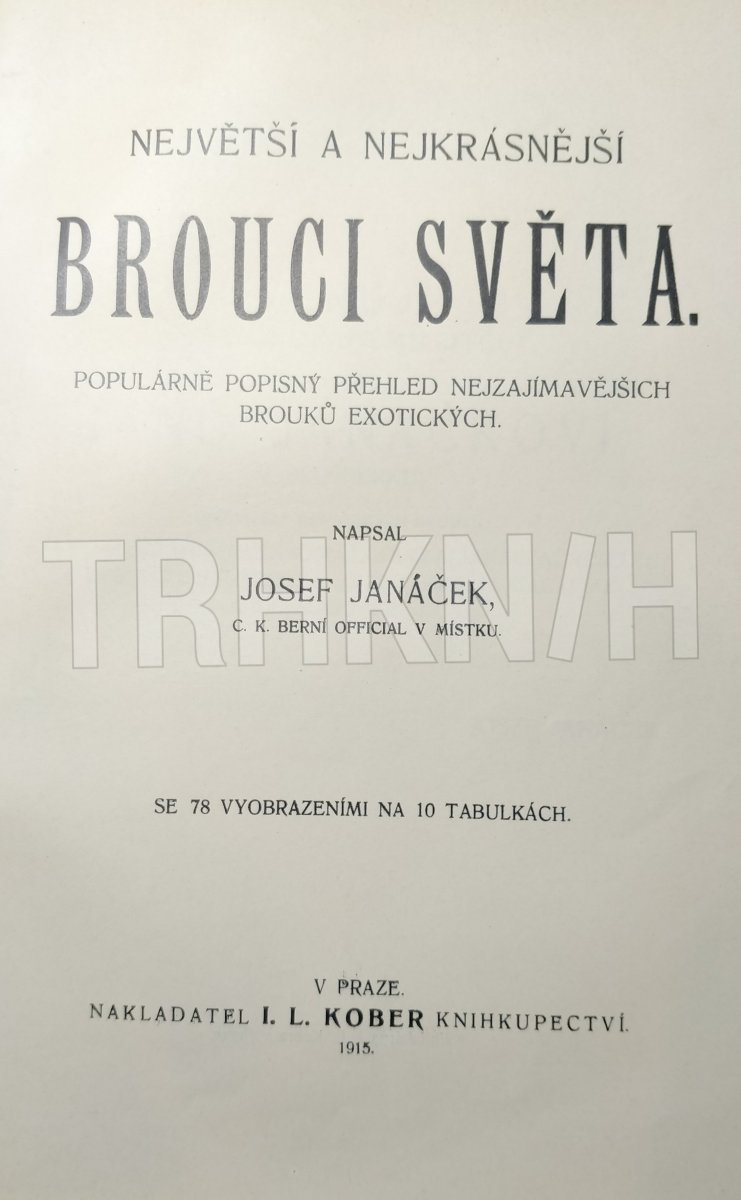 NEJVĚTŠÍ A NEJKRÁSNĚJŠÍ
BROUCI SVĚTA.
POPULÁRNĚ POPISNÝ PŘEHLED NEJZAJÍMAVĚJŠICH
BROUKŮ EXOTICKÝCH.
NAPSAL
TRHKN/H
JOSEF JANÁČEK,
C. K. BERNÍ OFFICIAL V MÍSTKU.
SE 78 VYOBRAZENÍMI NA 10 TABULKÁCH.
V PRAZE.
NAKLADATEL I. L. KOBER KNIHKUPECTVÍ.
1915.